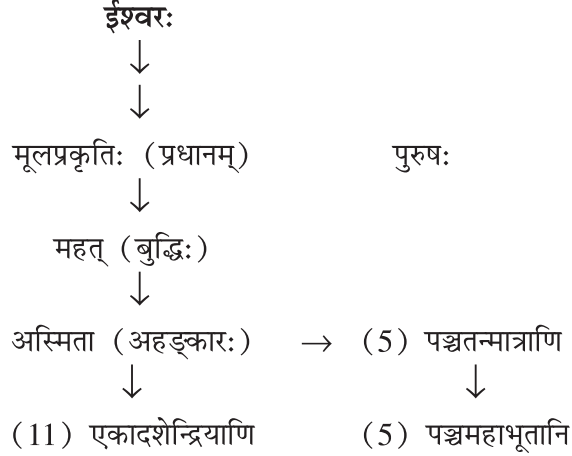 ईश्वरः
↓
↓
मूलप्रकृतिः (प्रधानम्) पुरुषः
↓
महत् (बुद्धिः)
↓
अस्मिता (अहङ्कारः) → (5) पञ्चतन्मात्राणि
↓ ↓
(11) एकादशेन्द्रियाणि (5) पञ्चमहाभूतानि